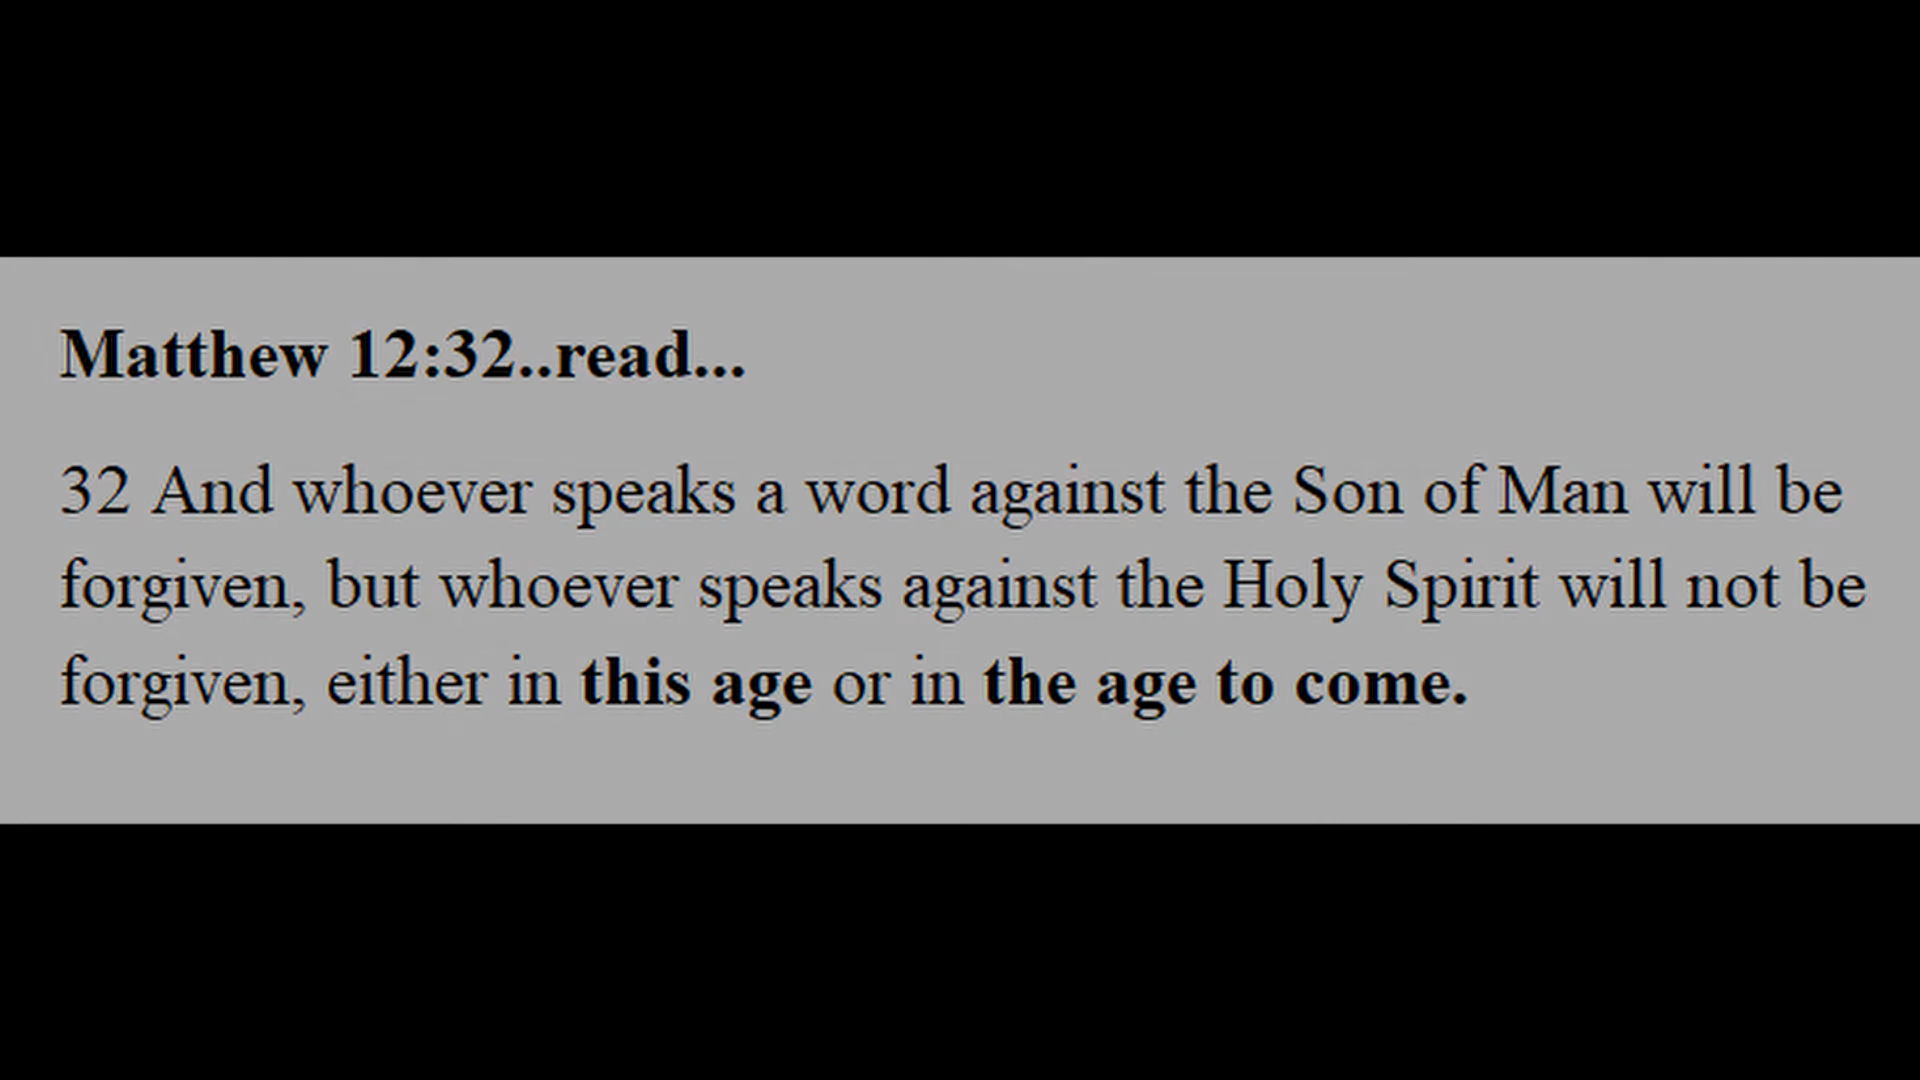 Matthew 12:32..read...
32 And whoever speaks a word against the Son of Man will be
forgiven, but whoever speaks against the Holy Spirit will not be
forgiven, either in this age or in the age to come.